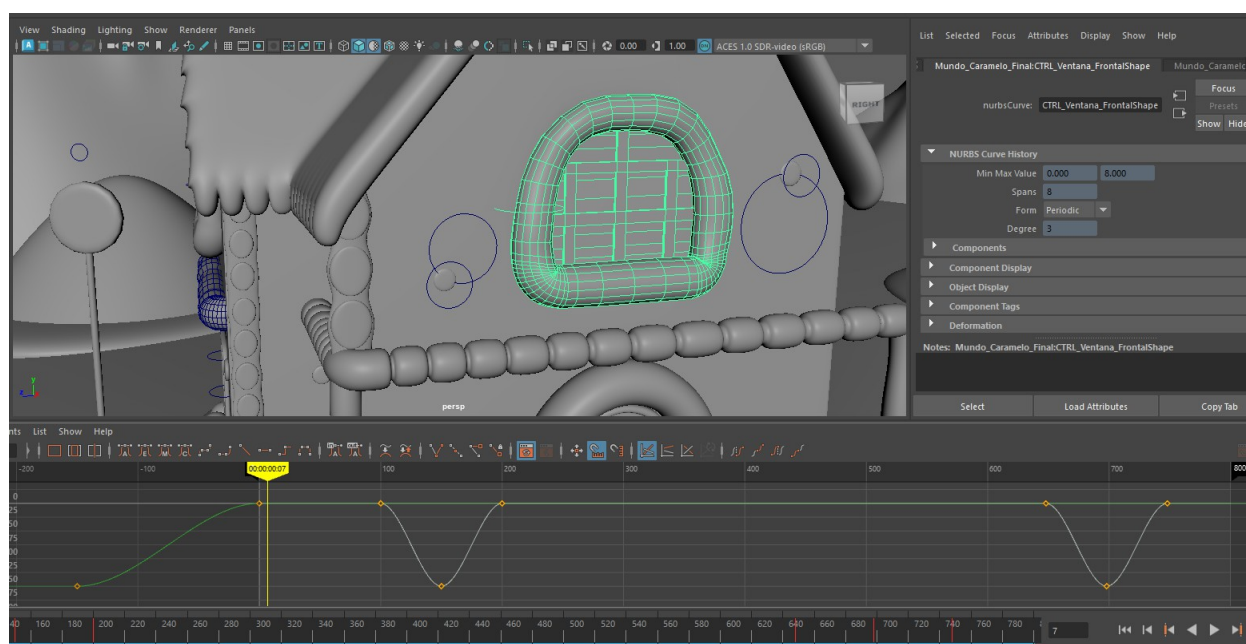 View Shading Lighting Show Renderer Panels
0.00 1.00 ACES 1.0 SDR-video (sRGB)
RIGHT
y
z
persp
List Selected Focus Attributes Display Show Help
Mundo_Caramelo_Final:CTRL_Ventana_FrontalShape Mundo_Caramelo
nurbsCurve: CTRL_Ventana_FrontalShape
Focus
Presets
Show Hide
NURBS Curve History
Min Max Value 0.000 8.000
Spans 8
Form Periodic
Degree 3
Components
Component Display
Object Display
Component Tags
Deformation
Notes: Mundo_Caramelo_Final:CTRL_Ventana_FrontalShape
Select Load Attributes Copy Tab
nts List Show Help
-200 -100 00:00:00:07 100 200 300 400 500 600 700 800
0
25
50
75
00
25
50
75
40 160 180 200 220 240 260 280 300 320 340 360 380 400 420 440 460 480 500 520 540 560 580 600 620 640 660 680 700 720 740 760 780 7